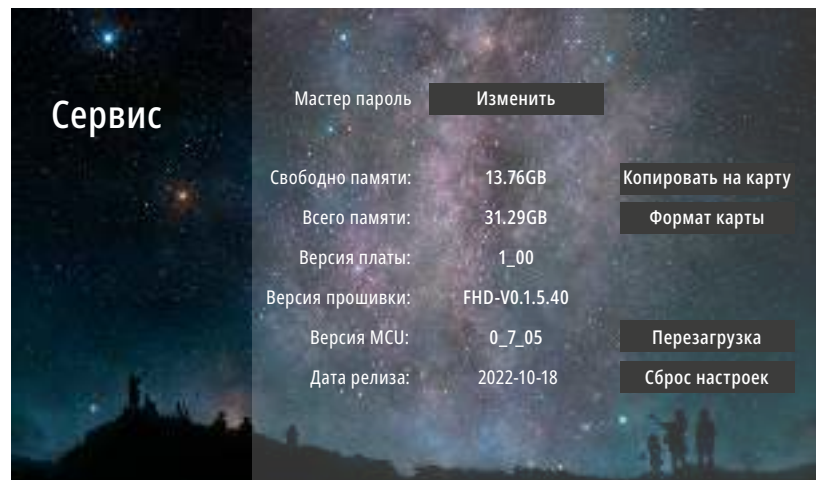 Сервис
Мастер пароль Изменить
Свободно памяти: 13.76GB Копировать на карту
Всего памяти: 31.29GB Формат карты
Версия платы: 1_00
Версия прошивки: FHD-V0.1.5.40
Версия MCU: 0_7_05 Перезагрузка
Дата релиза: 2022-10-18 Сброс настроек